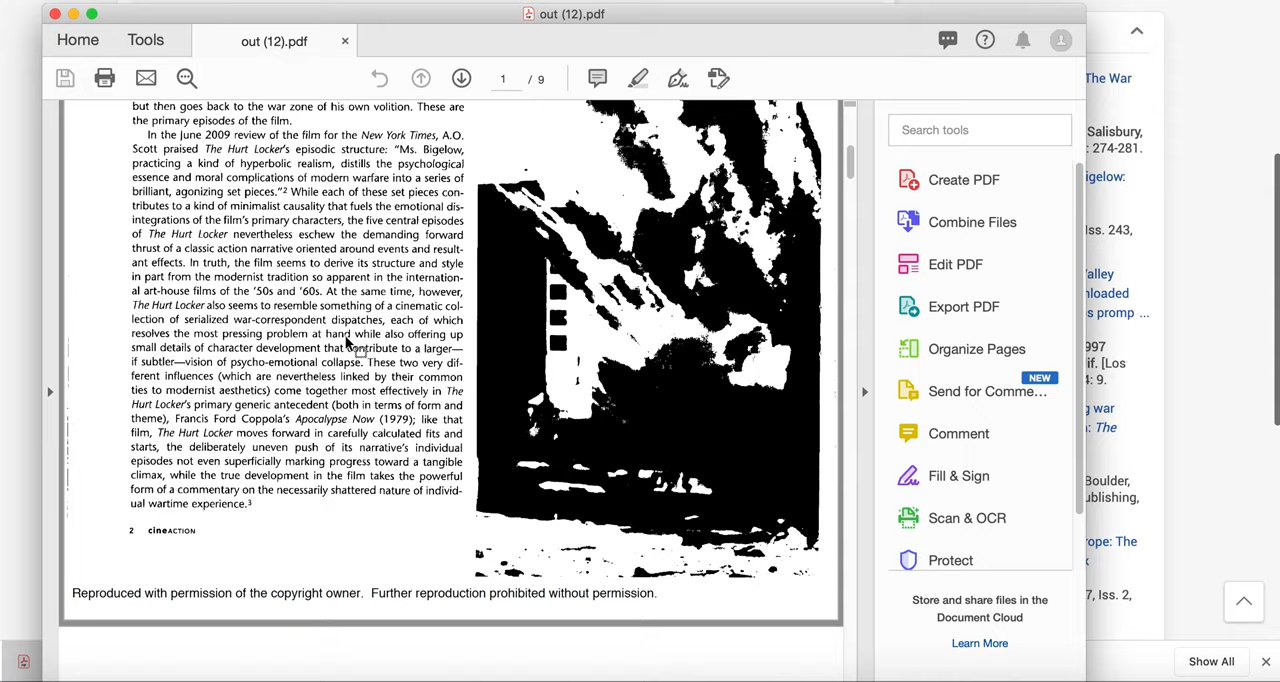 out (12).pdf
Home Tools out (12).pdf ×
1 / 9
but then goes back to the war zone of his own volition. These are
the primary episodes of the film.
In the June 2009 review of the film for the New York Times, A.O.
Scott praised The Hurt Locker's episodic structure: "Ms. Bigelow,
practicing a kind of hyperbolic realism, distills the psychological
essence and moral complications of modern warfare into a series of
brilliant, agonizing set pieces."2 While each of these set pieces con-
tributes to a kind of minimalist causality that fuels the emotional dis-
integrations of the film's primary characters, the five central episodes
of The Hurt Locker nevertheless eschew the demanding forward
thrust of a classic action narrative oriented around events and result-
ant effects. In truth, the film seems to derive its structure and style
in part from the modernist tradition so apparent in the internation-
al art-house films of the '50s and '60s. At the same time, however,
The Hurt Locker also seems to resemble something of a cinematic col-
lection of serialized war-correspondent dispatches, each of which
resolves the most pressing problem at hand while also offering up
small details of character development that contribute to a larger—
if subtler—vision of psycho-emotional collapse. These two very dif-
ferent influences (which are nevertheless linked by their common
ties to modernist aesthetics) come together most effectively in The
Hurt Locker's primary generic antecedent (both in terms of form and
theme), Francis Ford Coppola's Apocalypse Now (1979); like that
film, The Hurt Locker moves forward in carefully calculated fits and
starts, the deliberately uneven push of its narrative's individual
episodes not even superficially marking progress toward a tangible
climax, while the true development in the film takes the powerful
form of a commentary on the necessarily shattered nature of individ-
ual wartime experience.3
2 cineACTION
Reproduced with permission of the copyright owner. Further reproduction prohibited without permission.
Search tools
Create PDF
Combine Files
Edit PDF
Export PDF
Organize Pages
NEW
Send for Comme...
Comment
Fill & Sign
Scan & OCR
Protect
Store and share files in the
Document Cloud
Learn More
The War
Salisbury,
: 274-281.
igelow:
Iss. 243,
/alley
nloaded
s promp ...
997
if. [Los
4: 9.
g war
: The
Boulder,
ublishing,
rope: The
x
7, Iss. 2,
Show All ×